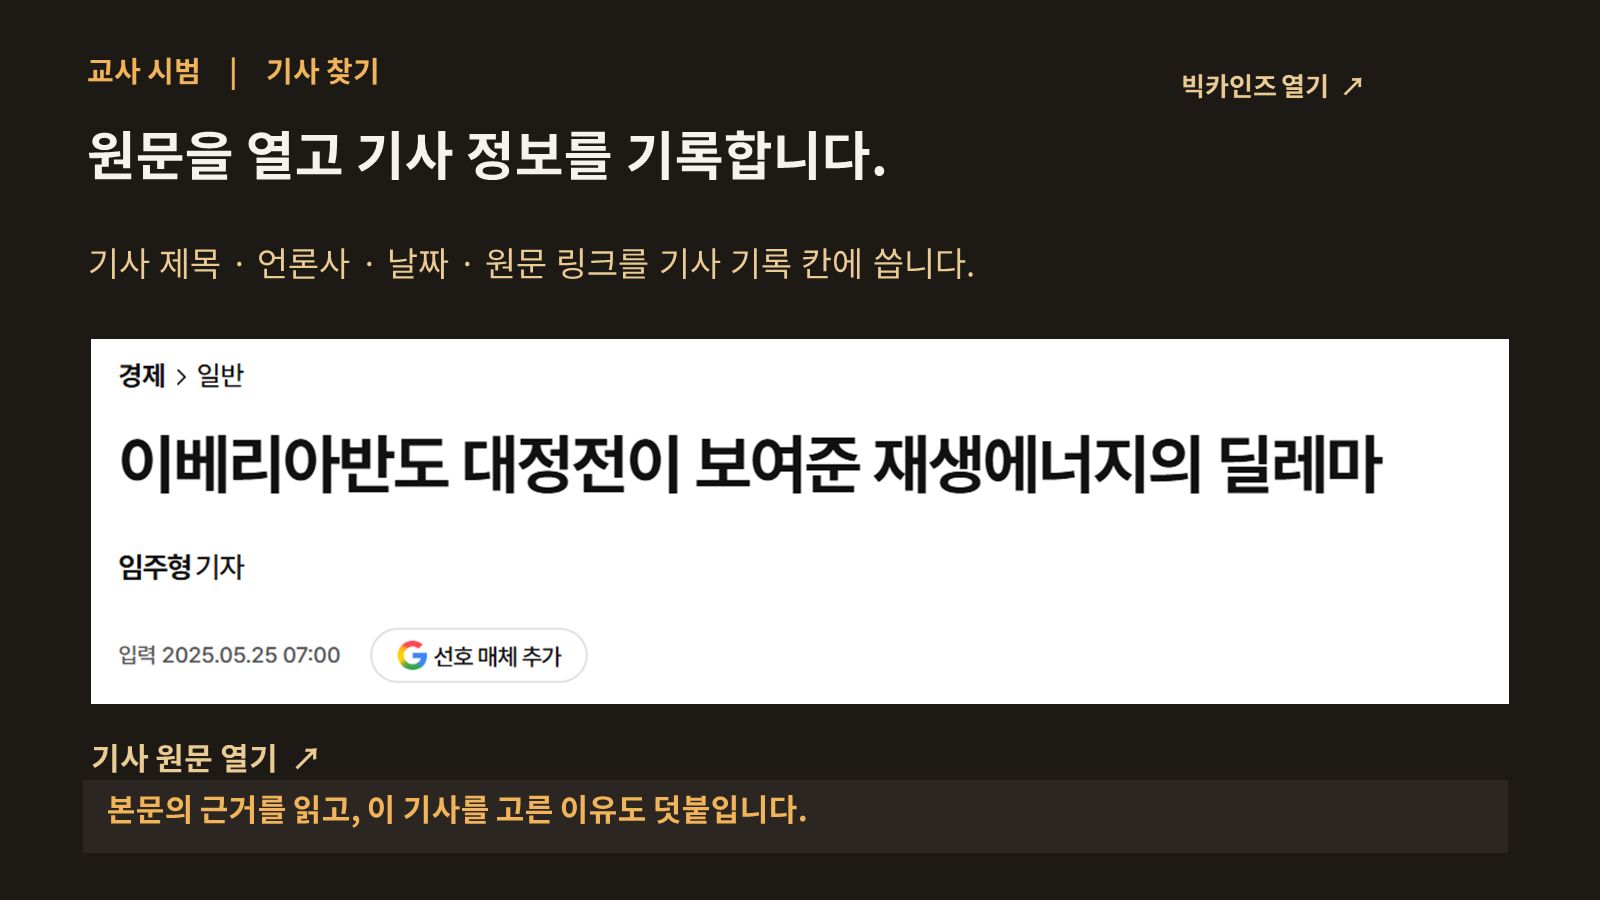 교사 시범 | 기사 찾기
빅카인즈 열기 ↗
원문을 열고 기사 정보를 기록합니다.
기사 제목 · 언론사 · 날짜 · 원문 링크를 기사 기록 칸에 씁니다.
경제 > 일반
이베리아반도 대정전이 보여준 재생에너지의 딜레마
임주형 기자
입력 2025.05.25 07:00
선호 매체 추가
기사 원문 열기 ↗
본문의 근거를 읽고, 이 기사를 고른 이유도 덧붙입니다.